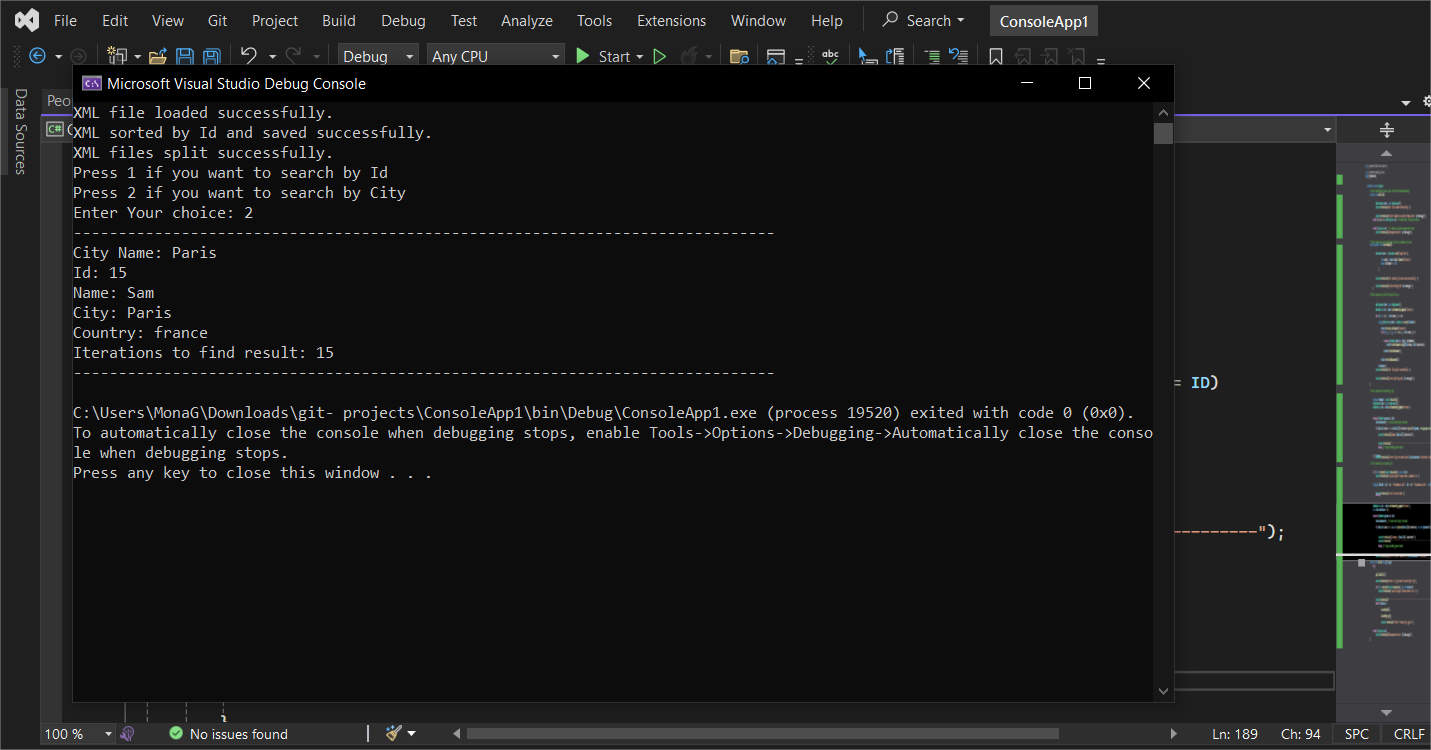 File Edit View Git Project Build Debug Test Analyze Tools Extensions Window Help Search ConsoleApp1
Debug Any CPU Start abc
Microsoft Visual Studio Debug Console
Data Sources
Peo
C#
XML file loaded successfully.
XML sorted by Id and saved successfully.
XML files split successfully.
Press 1 if you want to search by Id
Press 2 if you want to search by City
Enter Your choice: 2
------------------------------------------------------------------------------
City Name: Paris
Id: 15
Name: Sam
City: Paris
Country: france
Iterations to find result: 15
------------------------------------------------------------------------------
= ID)
C:\Users\MonaG\Downloads\git- projects\ConsoleApp1\bin\Debug\ConsoleApp1.exe (process 19520) exited with code 0 (0x0).
To automatically close the console when debugging stops, enable Tools->Options->Debugging->Automatically close the conso
le when debugging stops.
Press any key to close this window . . .
---------");
}
100 % No issues found Ln: 189 Ch: 94 SPC CRLF